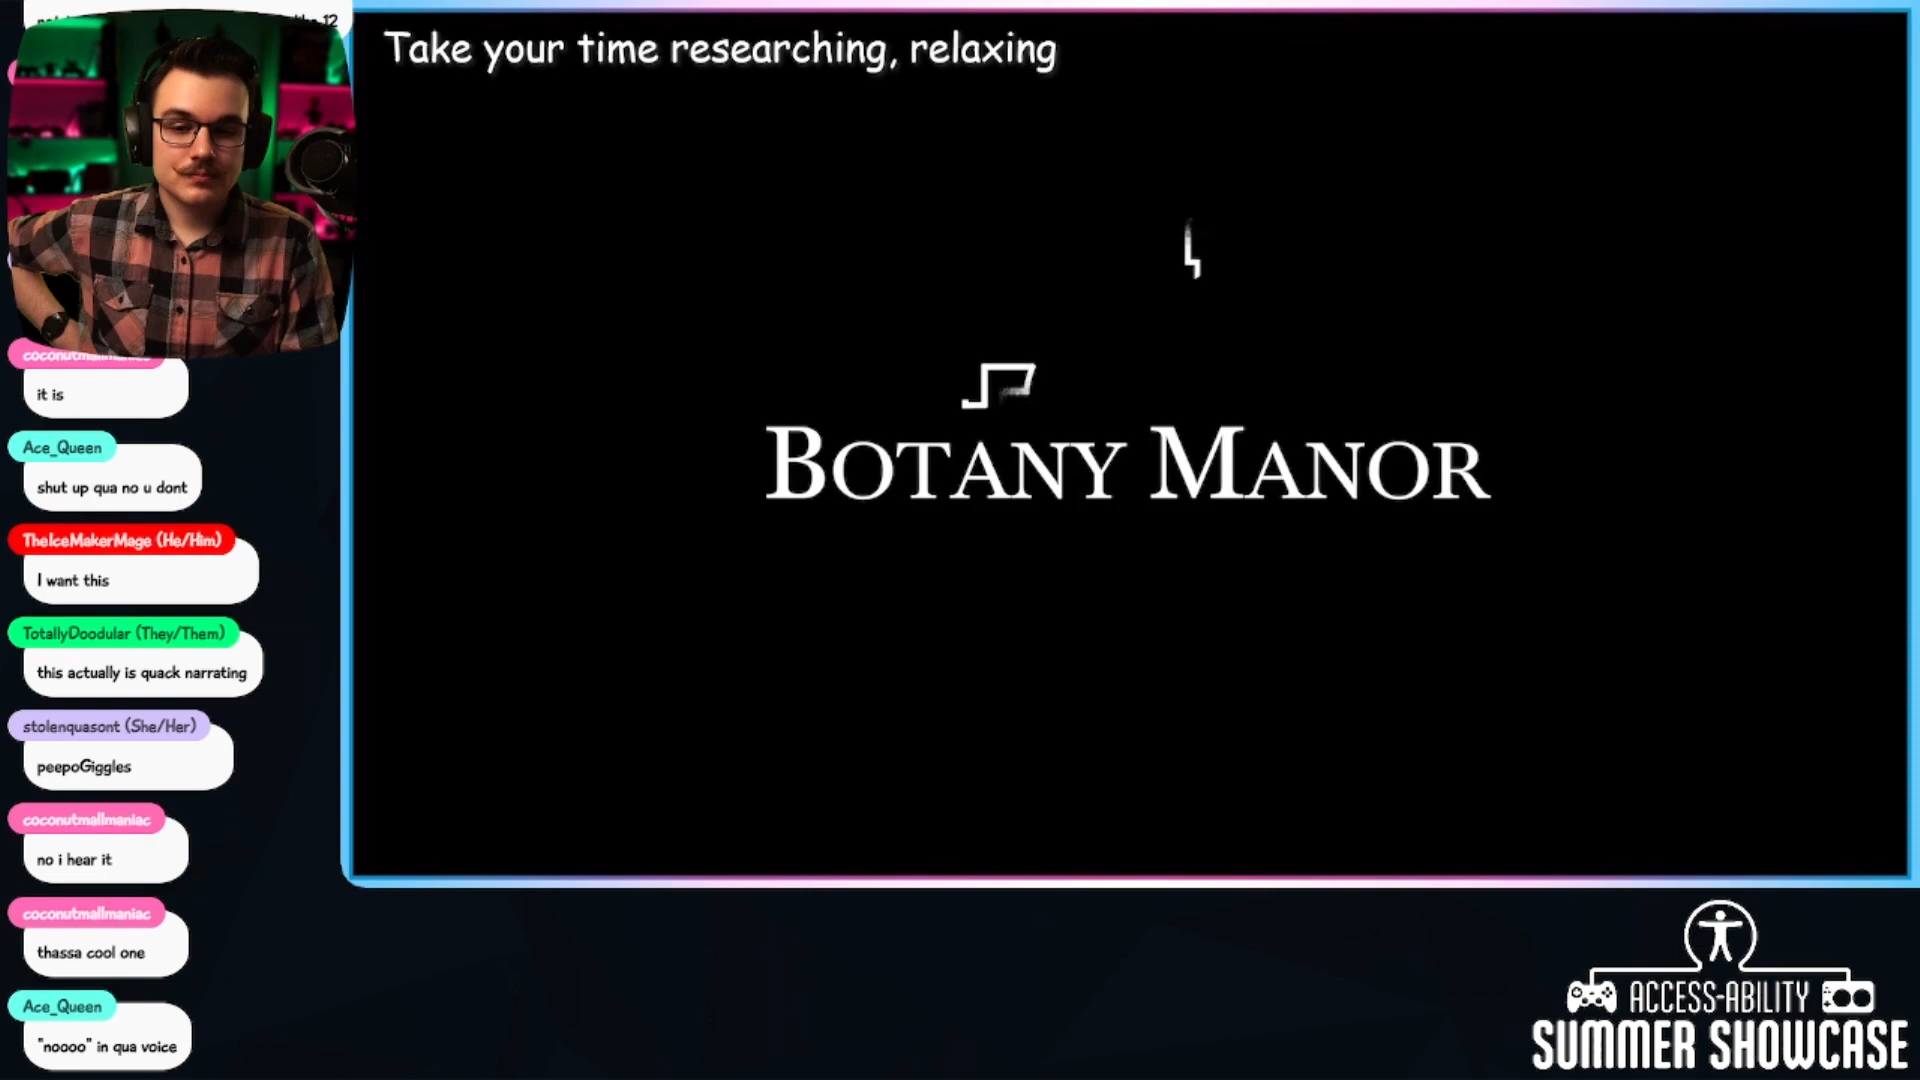 Take your time researching, relaxing
BOTANY MANOR
12
it is
Ace_Queen
shut up qua no u dont
TheIceMakerMage (He/Him)
I want this
TotallyDoodular (They/Them)
this actually is quack narrating
stolenquasont (She/Her)
peepoGiggles
coconutmallmaniac
no i hear it
coconutmallmaniac
thassa cool one
Ace_Queen
"noooo" in qua voice
ACCESS-ABILITY
SUMMER SHOWCASE